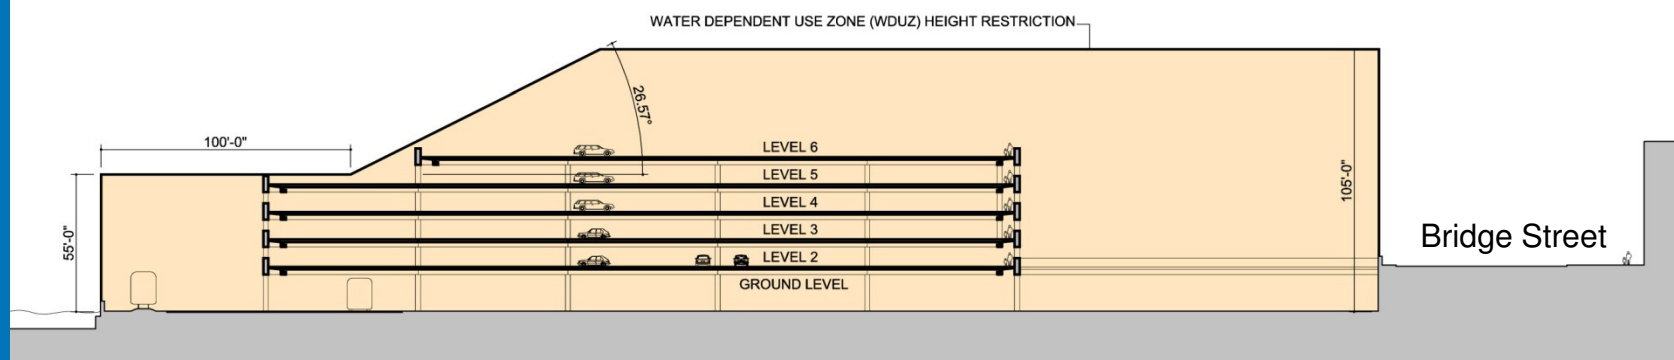 WATER DEPENDENT USE ZONE (WDUZ) HEIGHT RESTRICTION
26.57°
100'-0"
LEVEL 6
LEVEL 5
105'-0"
LEVEL 4
55'-0"
LEVEL 3
Bridge Street
LEVEL 2
GROUND LEVEL